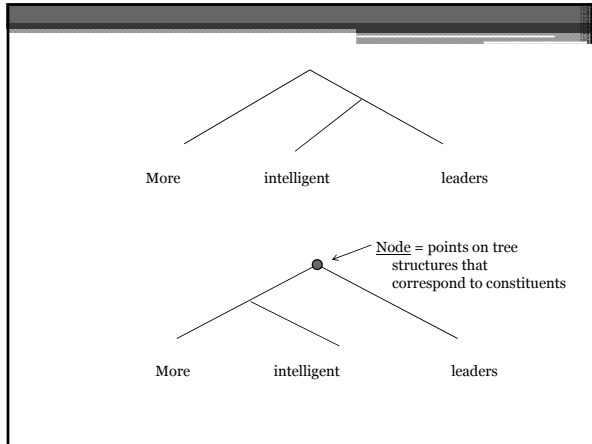 More intelligent leaders
Node = points on tree
structures that
correspond to constituents
More intelligent leaders